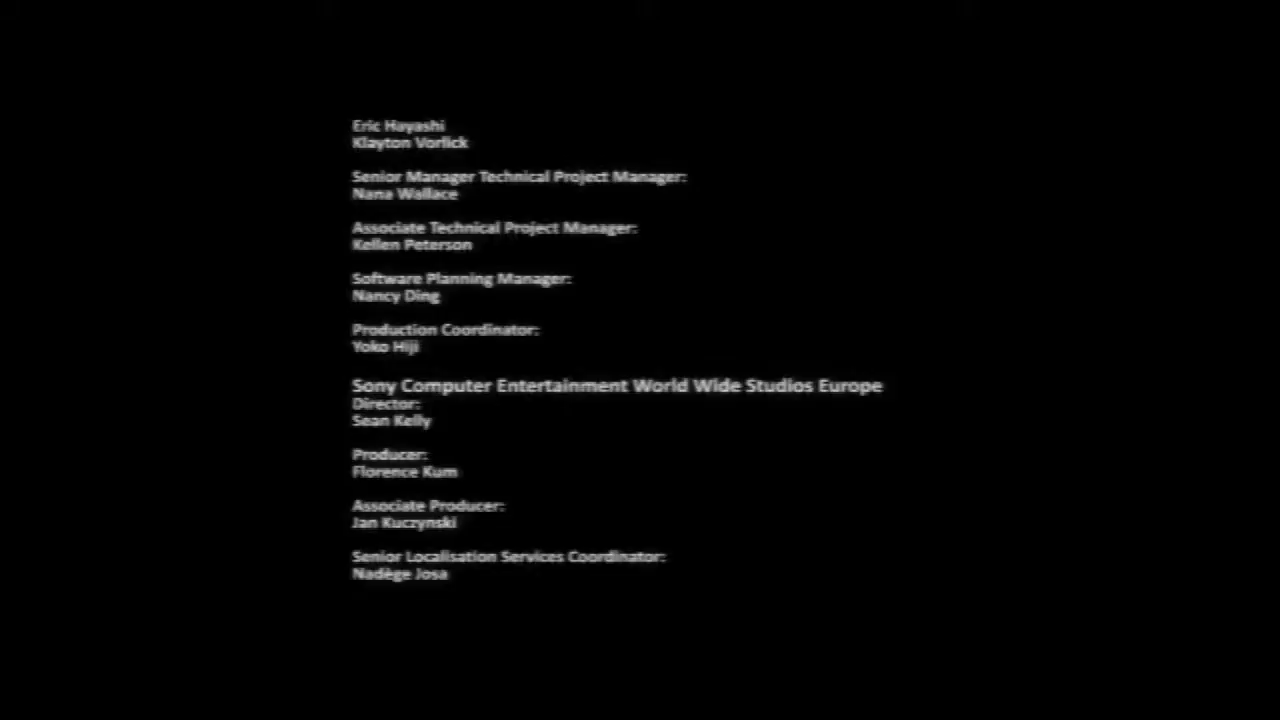 Eric Hayashi
Klayton Vorlick
Senior Manager Technical Project Manager:
Nana Wallace
Associate Technical Project Manager:
Kellen Peterson
Software Planning Manager:
Nancy Ding
Production Coordinator:
Yoko Hiji
Sony Computer Entertainment World Wide Studios Europe
Director:
Sean Kelly
Producer:
Florence Kum
Associate Producer:
Jan Kuczynski
Senior Localisation Services Coordinator:
Nadège Josa